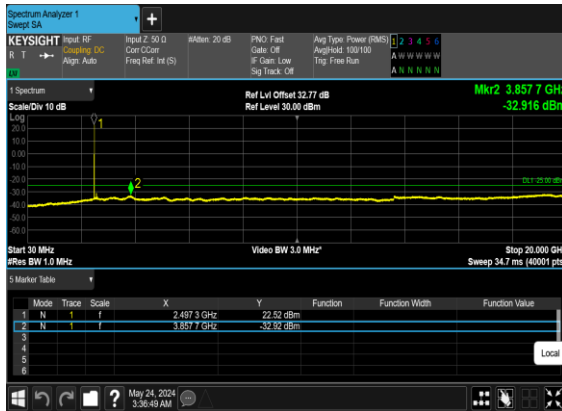 Spectrum Analyzer 1
Swept SA
+
KEYSIGHT Input: RF Input Z: 50 Ω #Atten: 20 dB PNO: Fast Avg Type: Power (RMS) 1 2 3 4 5 6
R T Coupling: DC Corr CCorr Gate: Off Avg|Hold: 100/100 A W W W W W
Align: Auto Freq Ref: Int (S) IF Gain: Low Trig: Free Run
Sig Track: Off A N N N N N
1 Spectrum Ref Lvl Offset 32.77 dB Mkr2 3.857 7 GHz
Scale/Div 10 dB Ref Level 30.00 dBm -32.916 dBm
Log
20.0
10.0
0.00
-10.0
-20.0
-30.0
-40.0
-50.0
-60.0
1
2
DL1 -25.00 dBm
Start 30 MHz Video BW 3.0 MHz* Stop 20.000 GHz
#Res BW 1.0 MHz Sweep 34.7 ms (40001 pts)
5 Marker Table
Mode Trace Scale X Y Function Function Width Function Value
1 N 1 f 2.497 3 GHz 22.52 dBm
2 N 1 f 3.857 7 GHz -32.92 dBm
3
4
5
6
Local
? May 24, 2024
3:36:49 AM